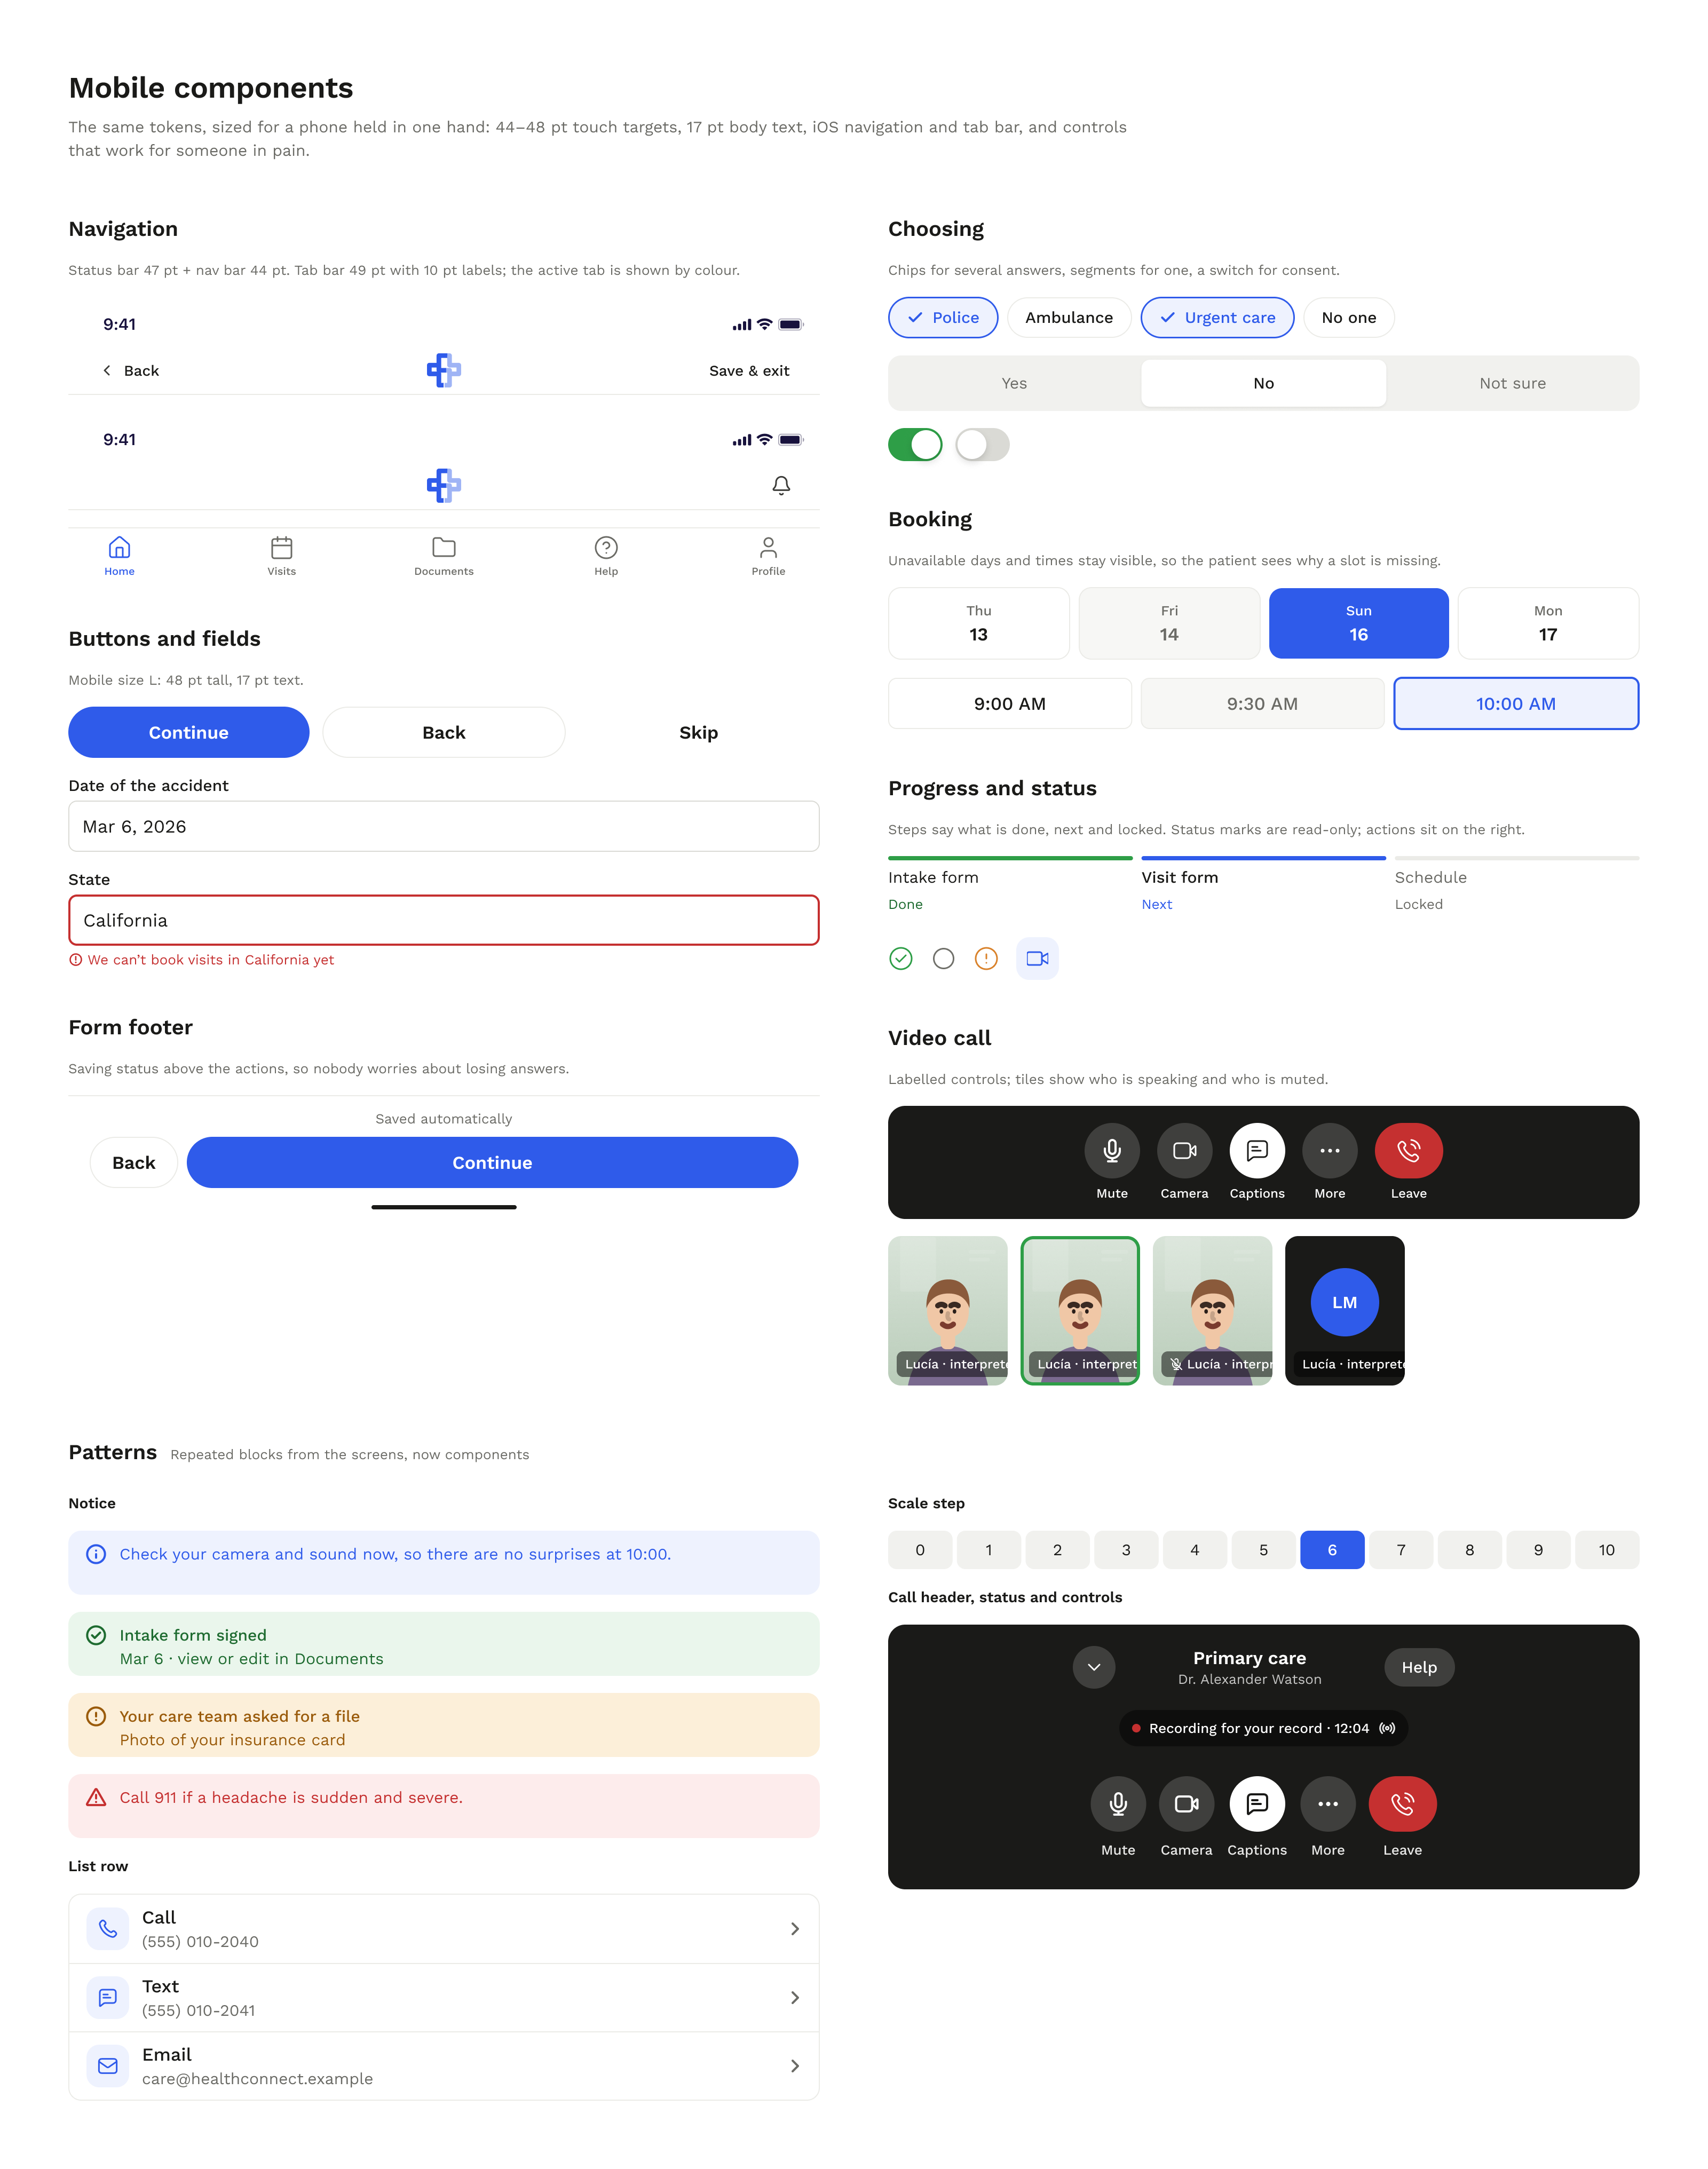 Mobile components
The same tokens, sized for a phone held in one hand: 44–48 pt touch targets, 17 pt body text, iOS navigation and tab bar, and controls
that work for someone in pain.
Navigation
Status bar 47 pt + nav bar 44 pt. Tab bar 49 pt with 10 pt labels; the active tab is shown by colour.
9:41
Back
Save & exit
9:41
Home
Visits
Documents
Help
Profile
Buttons and fields
Mobile size L: 48 pt tall, 17 pt text.
Continue
Back
Skip
Date of the accident
Mar 6, 2026
State
California
We can’t book visits in California yet
Form footer
Saving status above the actions, so nobody worries about losing answers.
Saved automatically
Back
Continue
Choosing
Chips for several answers, segments for one, a switch for consent.
Police
Ambulance
Urgent care
No one
Yes
No
Not sure
Booking
Unavailable days and times stay visible, so the patient sees why a slot is missing.
Thu
13
Fri
14
Sun
16
Mon
17
9:00 AM
9:30 AM
10:00 AM
Progress and status
Steps say what is done, next and locked. Status marks are read-only; actions sit on the right.
Intake form
Done
Visit form
Next
Schedule
Locked
Video call
Labelled controls; tiles show who is speaking and who is muted.
Mute
Camera
Captions
More
Leave
Lucía · interprete
Lucía · interpret
Lucía · interpr
LM
Lucía · interprete
Patterns
Repeated blocks from the screens, now components
Notice
Check your camera and sound now, so there are no surprises at 10:00.
Intake form signed
Mar 6 · view or edit in Documents
Your care team asked for a file
Photo of your insurance card
Call 911 if a headache is sudden and severe.
List row
Call
(555) 010-2040
Text
(555) 010-2041
Email
care@healthconnect.example
Scale step
0 1 2 3 4 5 6 7 8 9 10
Call header, status and controls
Primary care
Dr. Alexander Watson
Help
Recording for your record · 12:04
Mute
Camera
Captions
More
Leave